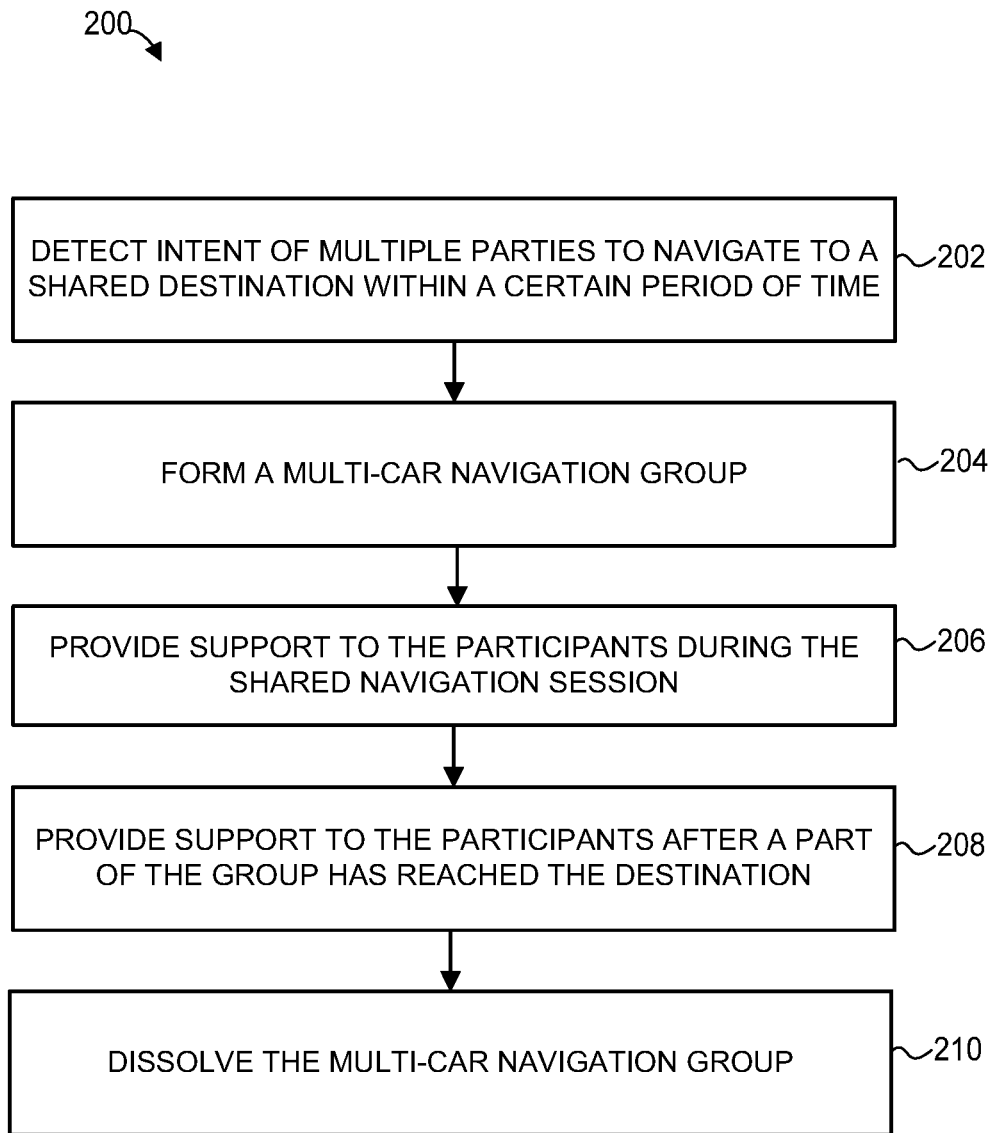 200
DETECT INTENT OF MULTIPLE PARTIES TO NAVIGATE TO A
SHARED DESTINATION WITHIN A CERTAIN PERIOD OF TIME
202
FORM A MULTI-CAR NAVIGATION GROUP
204
PROVIDE SUPPORT TO THE PARTICIPANTS DURING THE
SHARED NAVIGATION SESSION
206
PROVIDE SUPPORT TO THE PARTICIPANTS AFTER A PART
OF THE GROUP HAS REACHED THE DESTINATION
208
DISSOLVE THE MULTI-CAR NAVIGATION GROUP
210